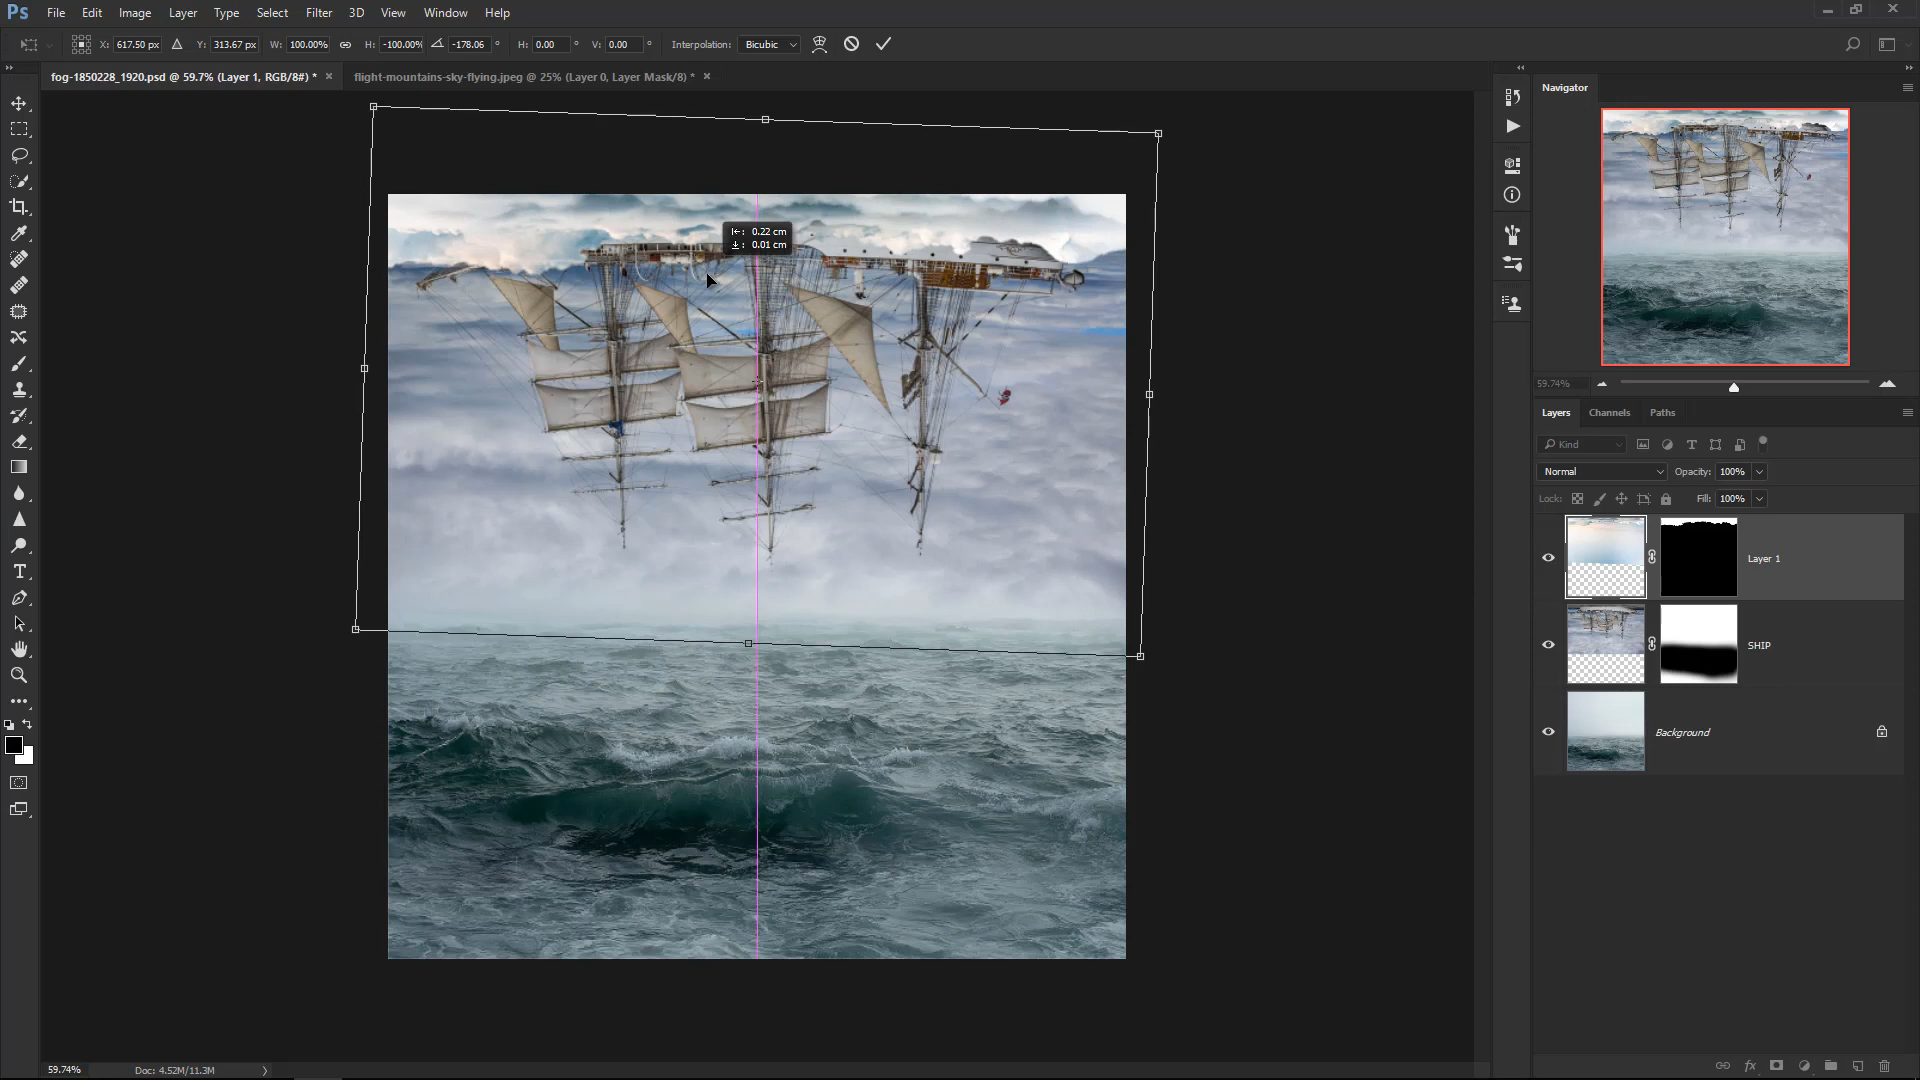 Ps File Edit Image Layer Type Select Filter 3D View Window Help
X: 617.50 px Y: 313.67 px W: 100.00% H: -100.00% -178.06 ° H: 0.00 ° V: 0.00 ° Interpolation: Bicubic
fog-1850228_1920.psd @ 59.7% (Layer 1, RGB/8#) * × flight-mountains-sky-flying.jpeg @ 25% (Layer 0, Layer Mask/8) * ×
Navigator
0.22 cm
0.01 cm
59.74%
Layers Channels Paths
Kind
Normal Opacity: 100%
Lock: Fill: 100%
Layer 1
SHIP
Background
59.74% Doc: 4.52M/11.3M